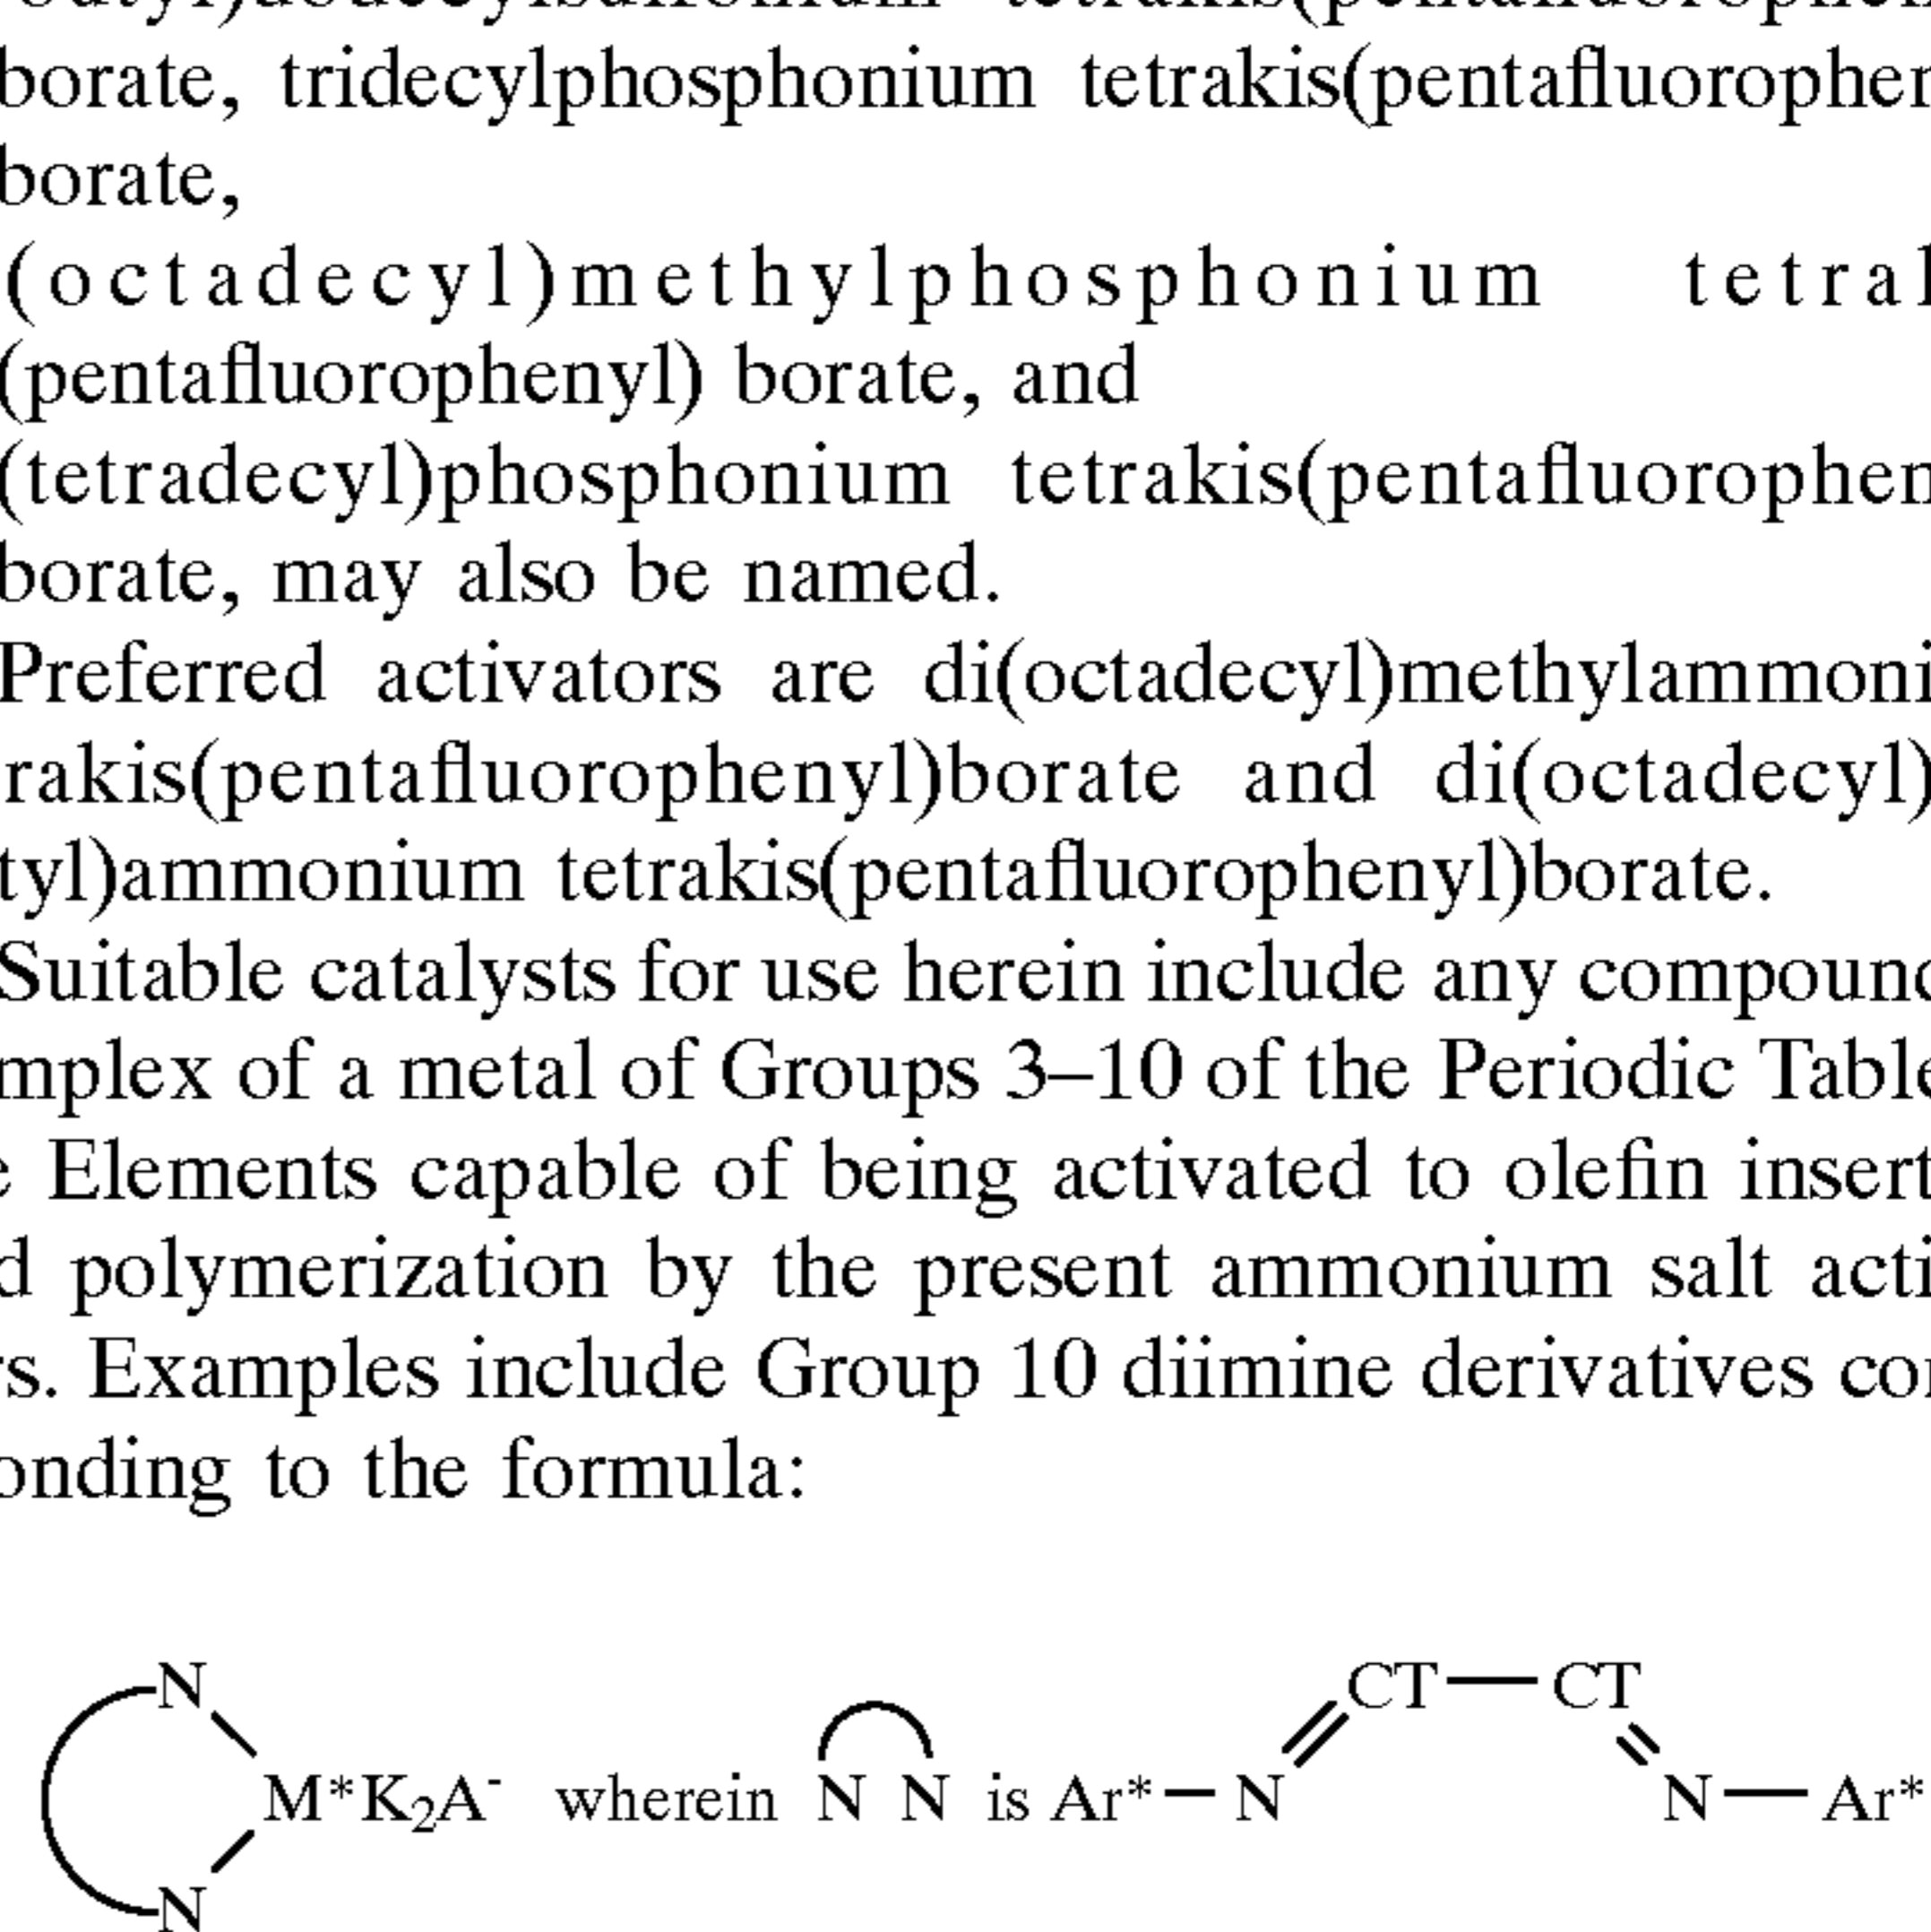 borate, tridecylphosphonium tetrakis(pentafluorophen
borate,
(octadecyl)methylphosphonium
(pentafluorophenyl) borate, and
(tetradecyl)phosphonium tetrakis(pentafluorophen
borate, may also be named.
Preferred activators are di(octadecyl)methylammoni
rakis(pentafluorophenyl)borate and di(octadecyl)
tyl)ammonium tetrakis(pentafluorophenyl)borate.
Suitable catalysts for use herein include any compound
mplex of a metal of Groups 3–10 of the Periodic Table
e Elements capable of being activated to olefin insert
d polymerization by the present ammonium salt acti
rs. Examples include Group 10 diimine derivatives cor
onding to the formula:
N CT CT
M*K2A- wherein N N is Ar* N N Ar*
N